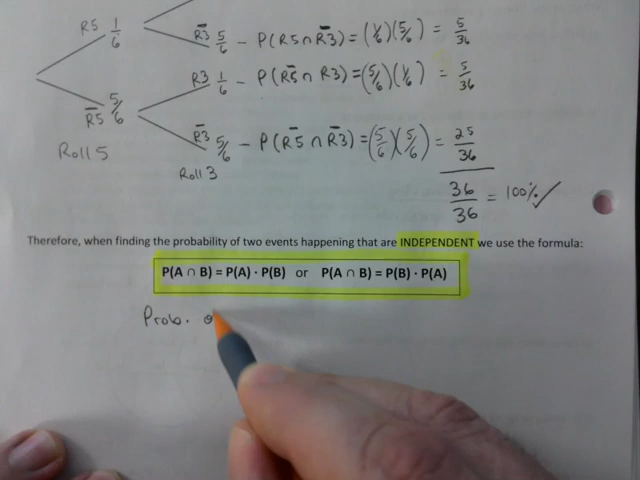 R5 1/6
R̅3̅ 5/6 – P(R5 ∩ R̅3̅) = (1/6)(5/6) = 5/36
R3 1/6 – P(R̅5̅ ∩ R3) = (5/6)(1/6) = 5/36
R̅5̅ 5/6
R̅3̅ 5/6 – P(R̅5̅ ∩ R̅3̅) = (5/6)(5/6) = 25/36
Roll 5
Roll 3
36/36 = 100% ✓
Therefore, when finding the probability of two events happening that are INDEPENDENT we use the formula:
P(A ∩ B) = P(A) · P(B) or P(A ∩ B) = P(B) · P(A)
Prob. o